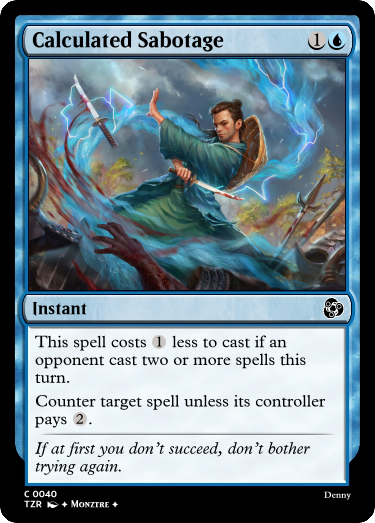 Calculated Sabotage 1
Instant
This spell costs 1 less to cast if an
opponent cast two or more spells this
turn.
Counter target spell unless its controller
pays 2.
If at first you don't succeed, don't bother
trying again.
C 0040 Denny
TZR ✦ Monztre ✦